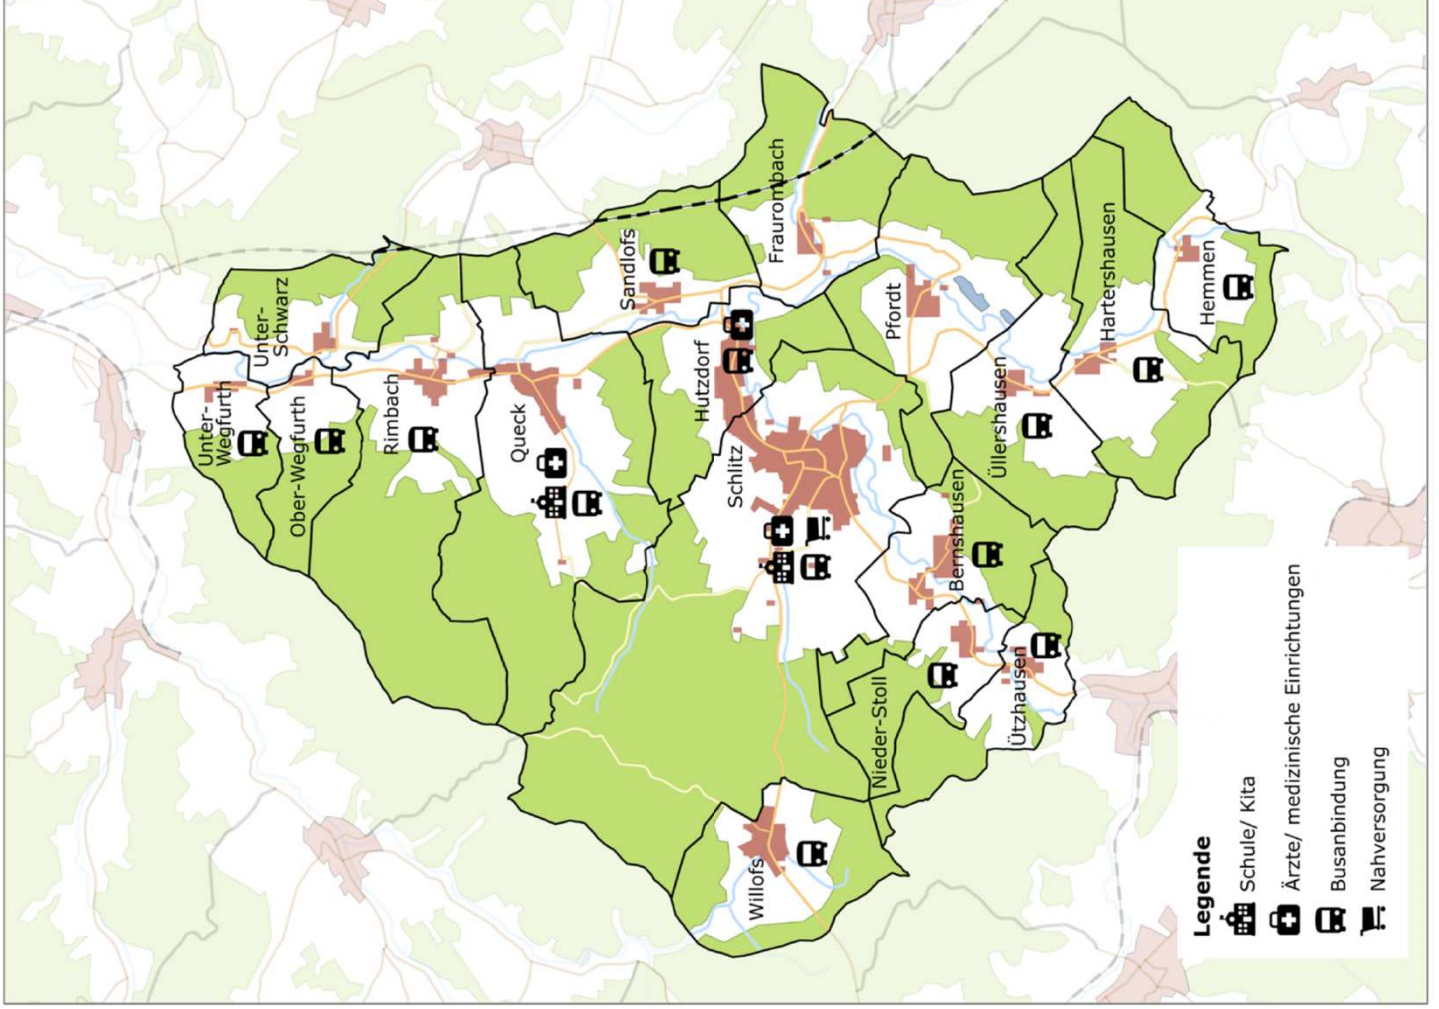 Unter-
Schwarz
Unter-
Wegfurth
Ober-Wegfurth
Rimbach
Queck
Sandlofs
Fraurombach
Hutzdorf
Schlitz
Pfordt
Hartershausen
Hemmen
Üllershausen
Bernshausen
Nieder-Stoll
Ützhausen
Willofs
Legende
Schule/ Kita
Ärzte/ medizinische Einrichtungen
Busanbindung
Nahversorgung